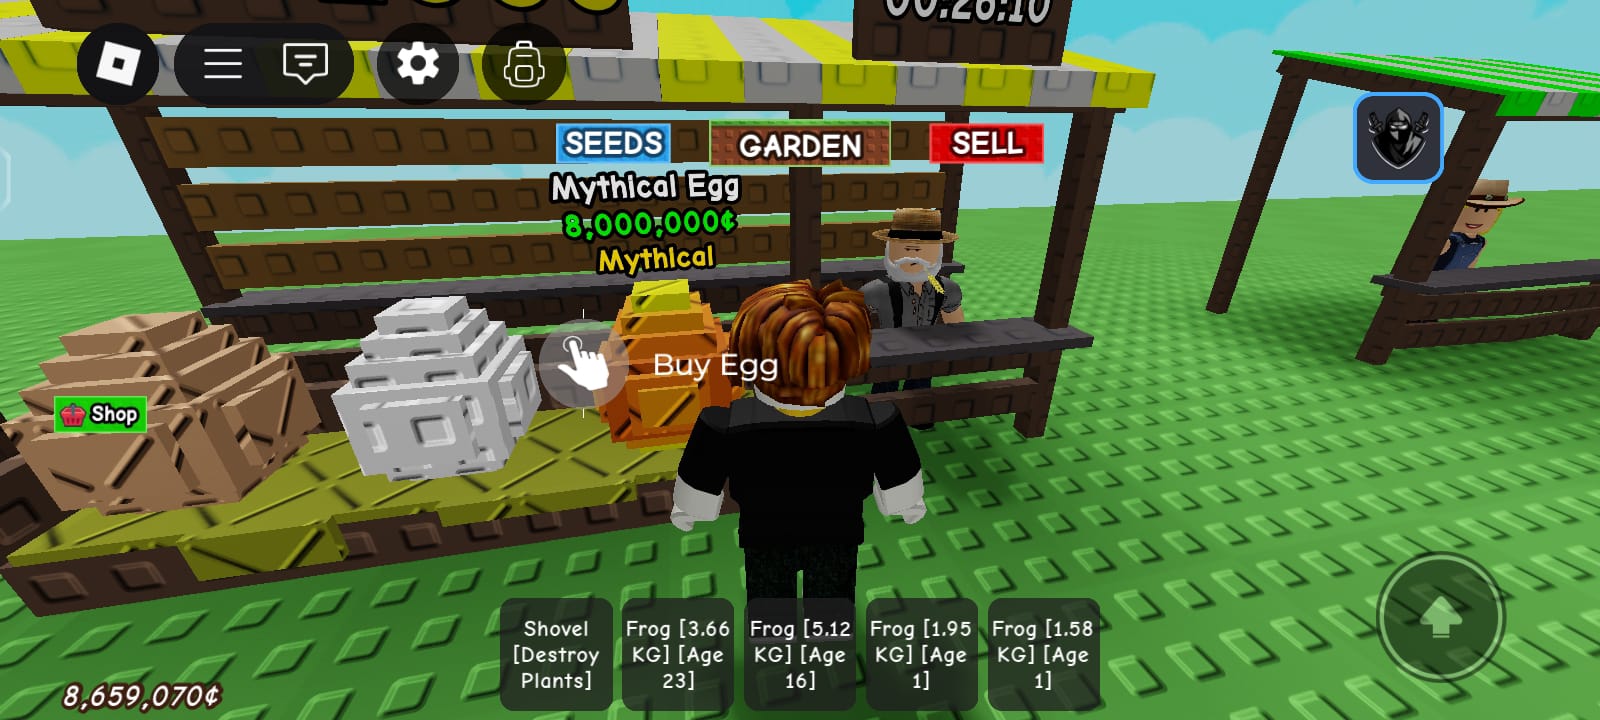 00:26:10
SEEDS
GARDEN
SELL
Mythical Egg
8,000,000¢
Mythical
Buy Egg
Shop
Shovel
[Destroy
Plants]
Frog [3.66
KG] [Age
23]
Frog [5.12
KG] [Age
16]
Frog [1.95
KG] [Age
1]
Frog [1.58
KG] [Age
1]
8,659,070¢